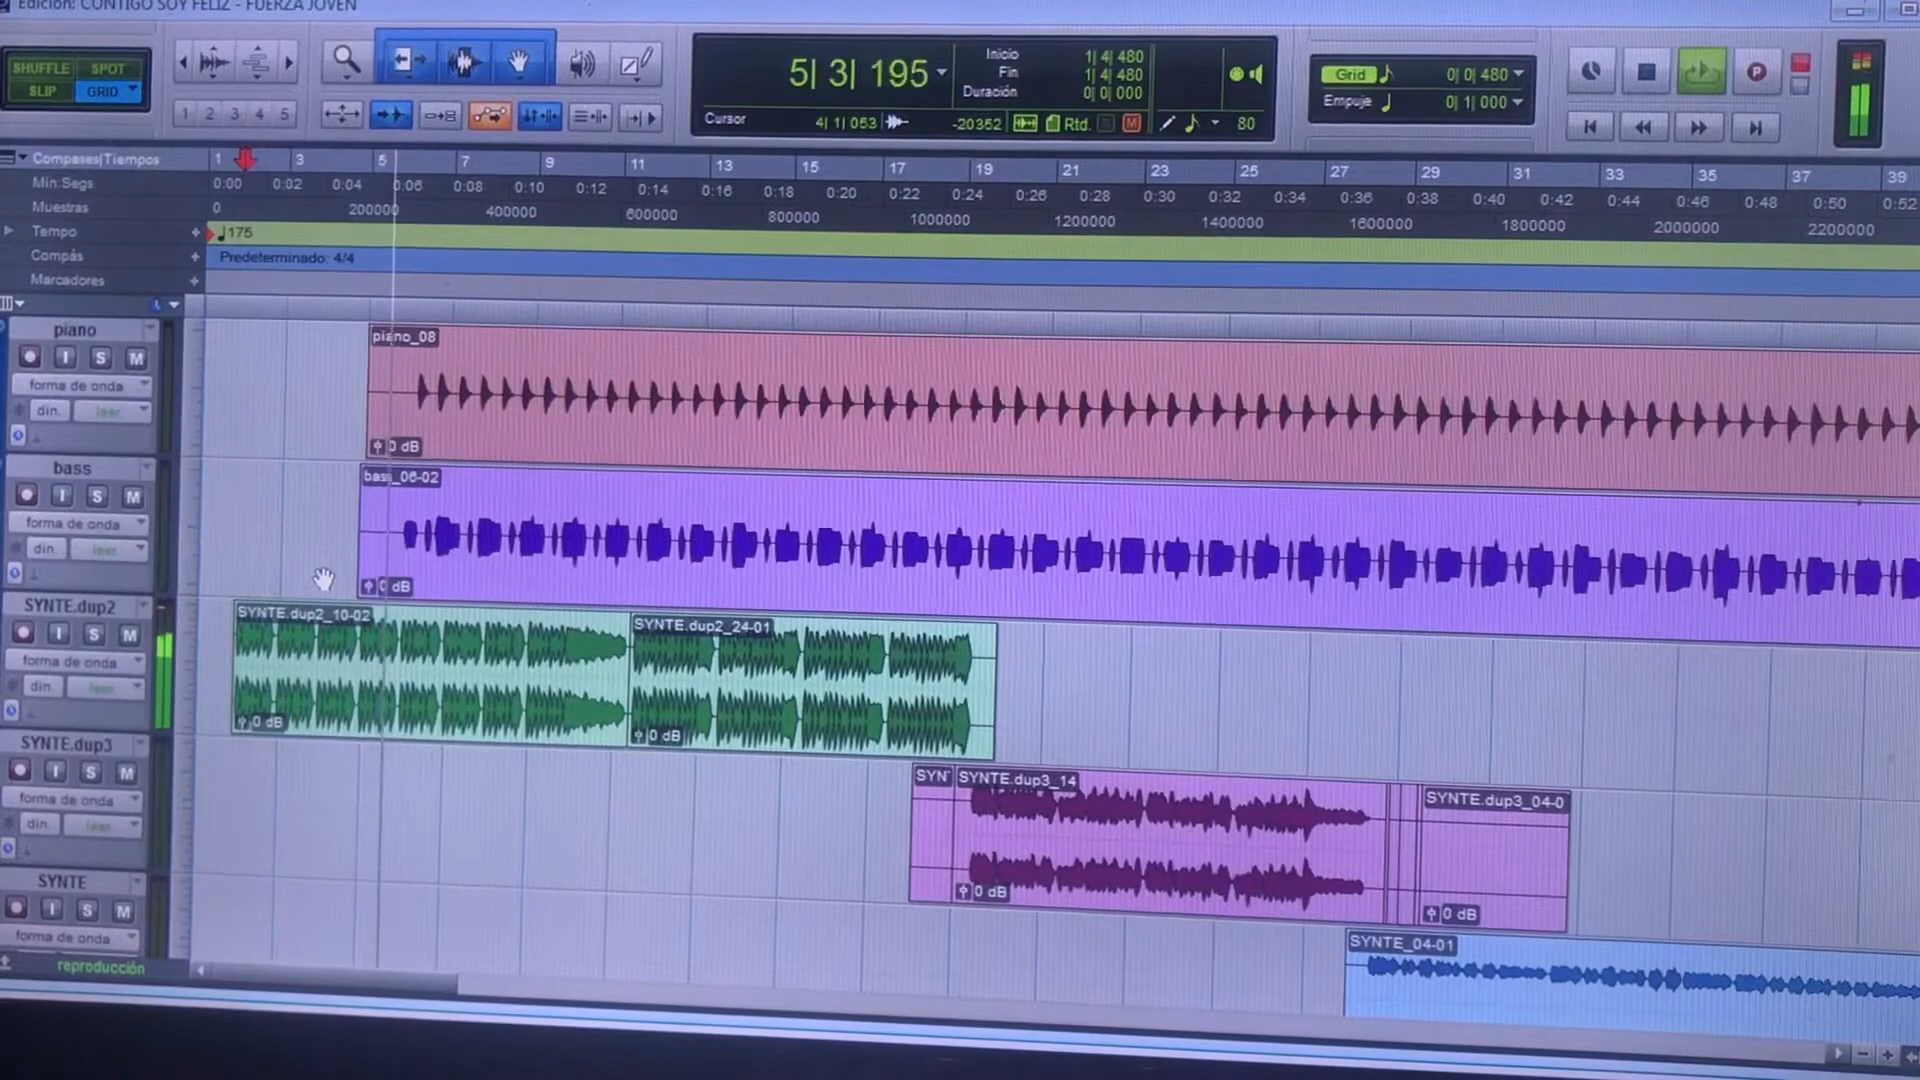 Edición: CONTIGO SOY FELIZ - FUERZA JOVEN
SHUFFLE SPOT
SLIP GRID
1 2 3 4 5
5| 3| 195
Inicio 1| 4| 480
Fin 1| 4| 480
Duración 0| 0| 000
Cursor 4| 1| 053 -20352 Rtd. M 80
Grid 0| 0| 480
Empuje 0| 1| 000
P
Compases|Tiempos 1 3 5 7 9 11 13 15 17 19 21 23 25 27 29 31 33 35 37 39
Min:Segs 0:00 0:02 0:04 0:06 0:08 0:10 0:12 0:14 0:16 0:18 0:20 0:22 0:24 0:26 0:28 0:30 0:32 0:34 0:36 0:38 0:40 0:42 0:44 0:46 0:48 0:50 0:52
Muestras 0 200000 400000 600000 800000 1000000 1200000 1400000 1600000 1800000 2000000 2200000
Tempo 175
Compás Predeterminado: 4/4
Marcadores
piano
I S M
forma de onda
din. leer
piano_08
0 dB
bass
I S M
forma de onda
din. leer
bass_06-02
0 dB
SYNTE.dup2
I S M
forma de onda
din. leer
SYNTE.dup2_10-02
0 dB
SYNTE.dup2_24-01
0 dB
SYNTE.dup3
I S M
forma de onda
din. leer
SYN
SYNTE.dup3_14
0 dB
SYNTE.dup3_04-0
0 dB
SYNTE
I S M
forma de onda
SYNTE_04-01
reproducción